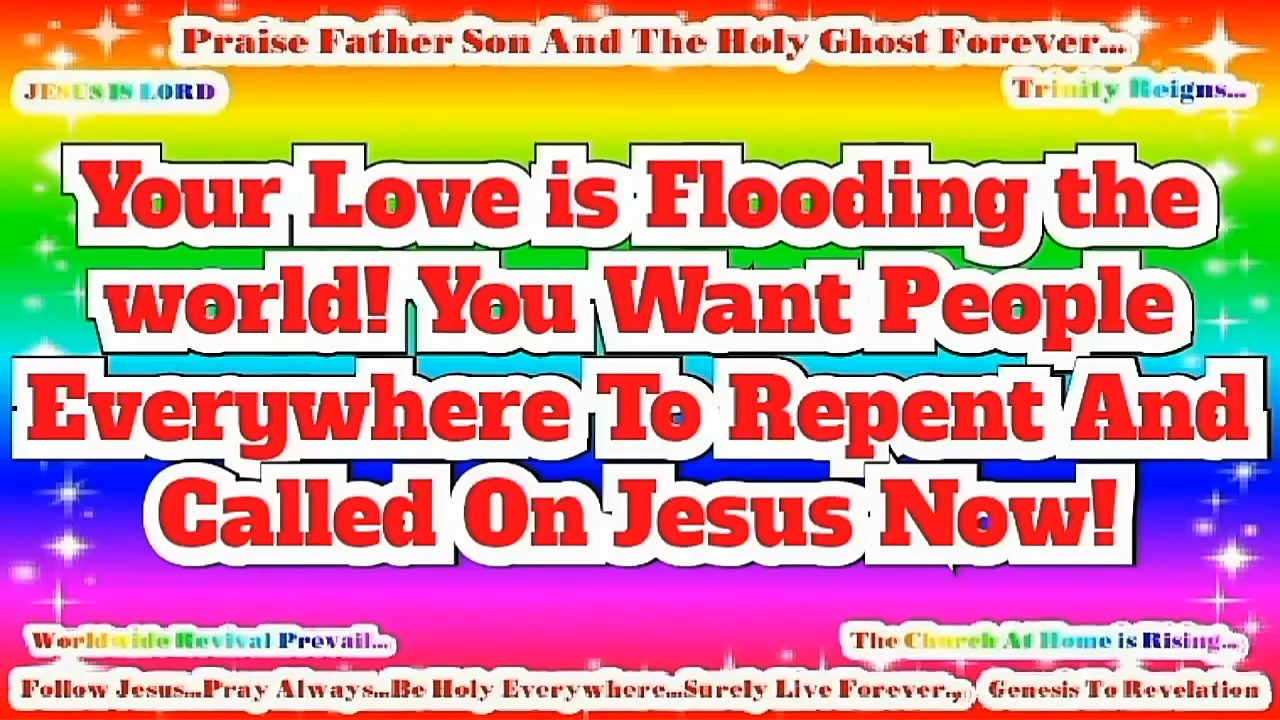 Praise Father Son And The Holy Ghost Forever...
JESUS IS LORD
Trinity Reigns...
Your Love is Flooding the
world! You Want People
Everywhere To Repent And
Called On Jesus Now!
Worldwide Revival Prevail...
The Church At Home is Rising...
Follow Jesus...Pray Always...Be Holy Everywhere...Surely Live Forever..,
Genesis To Revelation